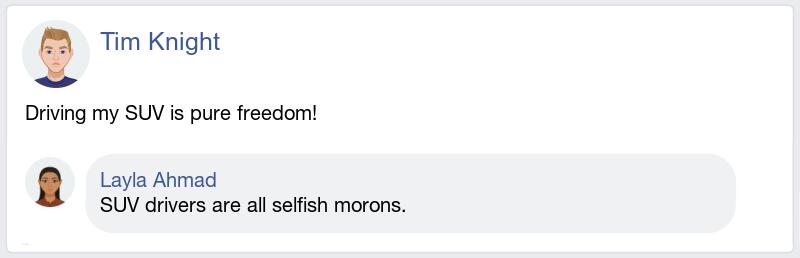 Tim Knight
Driving my SUV is pure freedom!
Layla Ahmad
SUV drivers are all selfish morons.